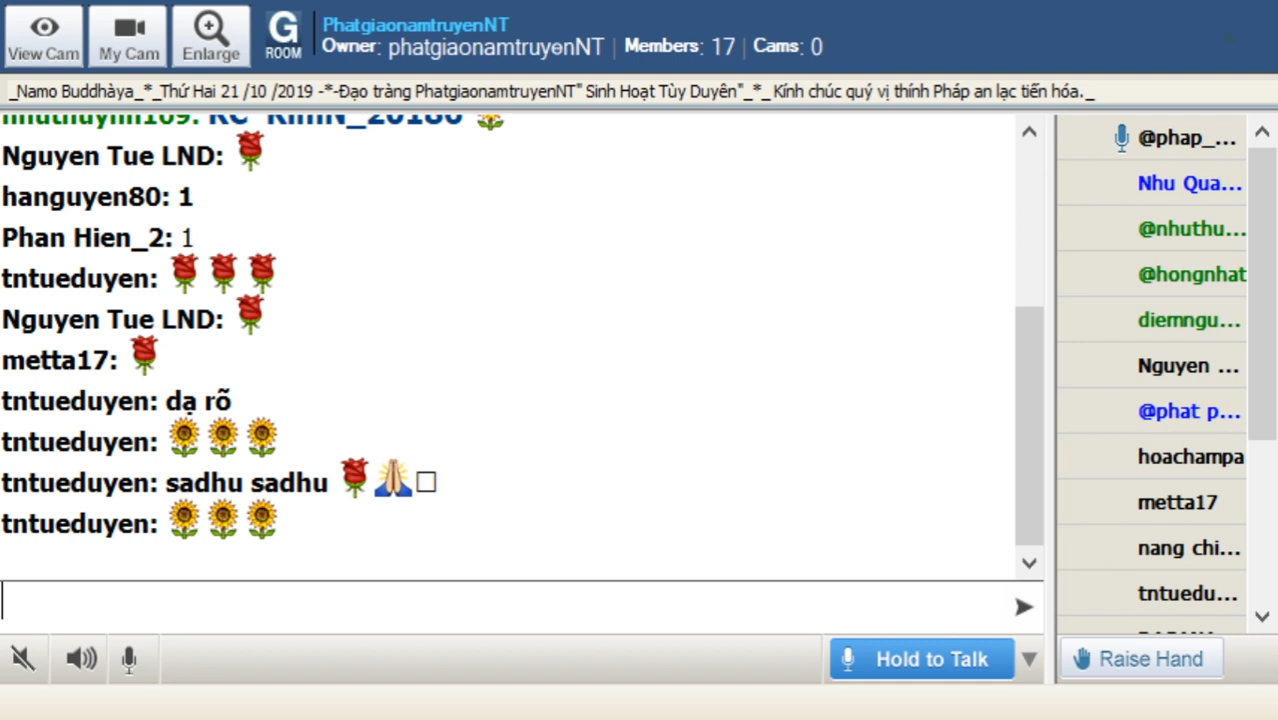 View Cam
My Cam
Enlarge
G
ROOM
PhatgiaonamtruyenNT
Owner: phatgiaonamtruyenNT | Members: 17 | Cams: 0
_Namo Buddhàya_*_Thứ Hai 21 /10 /2019 -*-Đạo tràng PhatgiaonamtruyenNT" Sinh Hoạt Tùy Duyên"_*_ Kính chúc quý vị thính Pháp an lạc tiến hóa._
Nguyen Tue LND:
hanguyen80: 1
Phan Hien_2: 1
tntueduyen:
Nguyen Tue LND:
metta17:
tntueduyen: dạ rõ
tntueduyen:
tntueduyen: sadhu sadhu
tntueduyen:
@phap_...
Nhu Qua...
@nhuthu...
@hongnhat
diemngu...
Nguyen ...
@phat p...
hoachampa
metta17
nang chi...
tntuedu...
Hold to Talk
Raise Hand